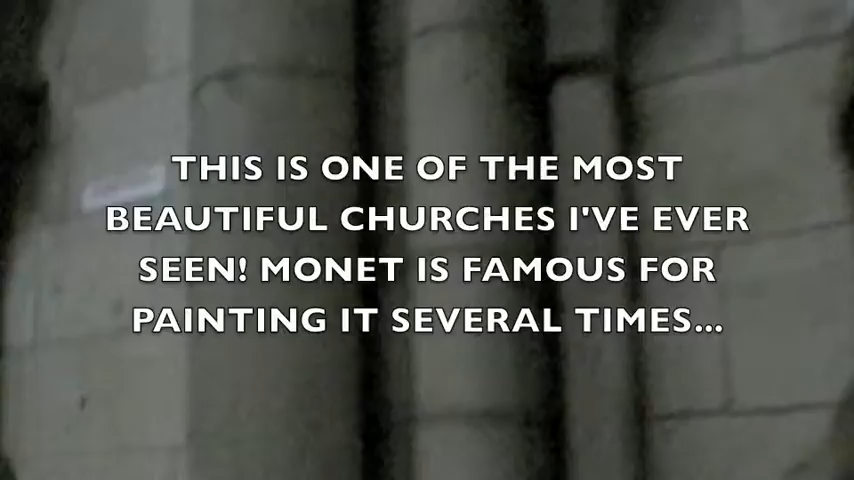 THIS IS ONE OF THE MOST
BEAUTIFUL CHURCHES I'VE EVER
SEEN! MONET IS FAMOUS FOR
PAINTING IT SEVERAL TIMES...